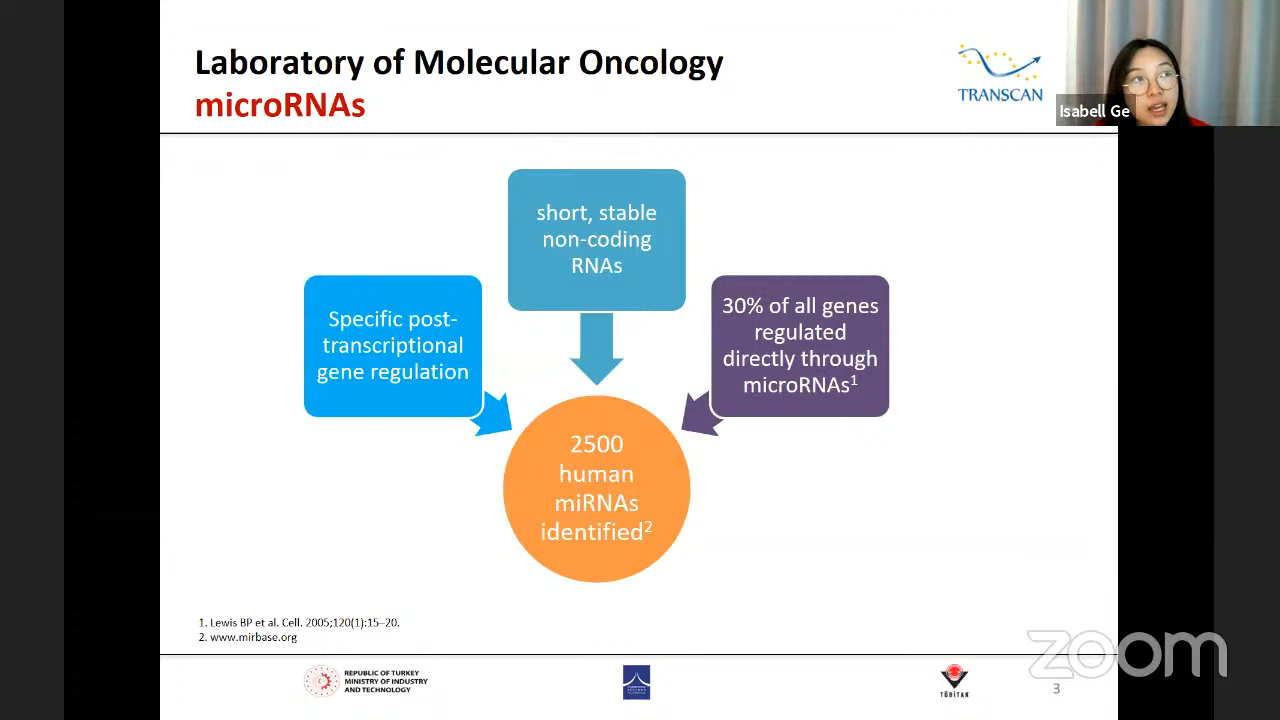 Laboratory of Molecular Oncology
microRNAs
TRANSCAN
Isabell Ge
short, stable
non-coding
RNAs
Specific post-
transcriptional
gene regulation
30% of all genes
regulated
directly through
microRNAs¹
2500
human
miRNAs
identified²
1. Lewis BP et al. Cell. 2005;120(1):15–20.
2. www.mirbase.org
REPUBLIC OF TURKEY
MINISTRY OF INDUSTRY
AND TECHNOLOGY
TÜBİTAK
3
zoom